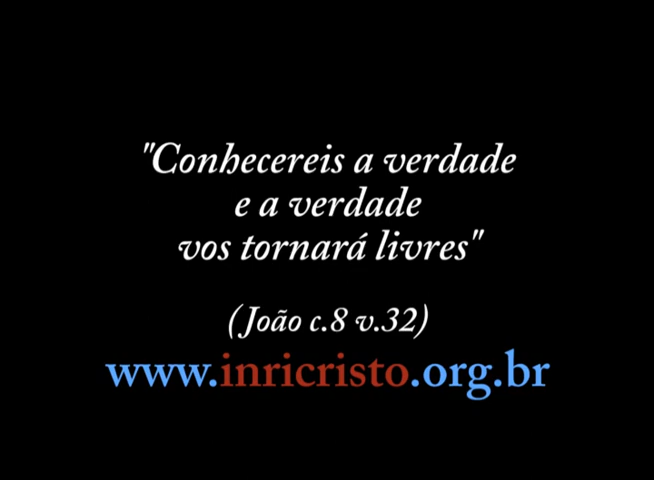 "Conhecereis a verdade
e a verdade
vos tornará livres"
(João c.8 v.32)
www.inricristo.org.br